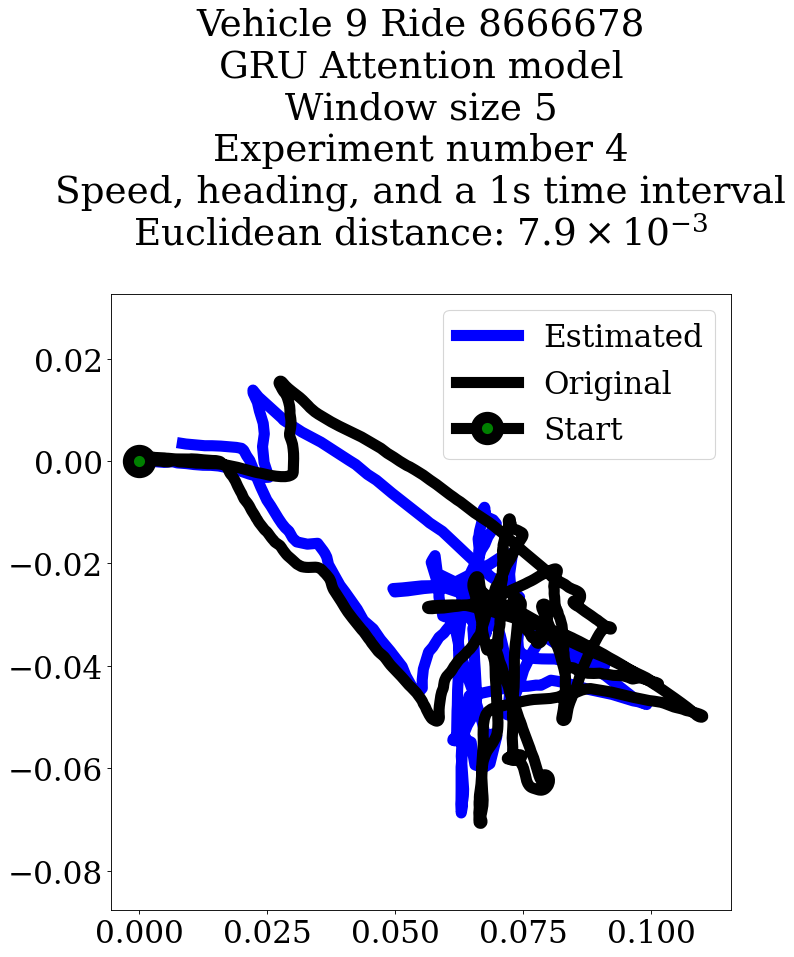 Vehicle 9 Ride 8666678
GRU Attention model
Window size 5
Experiment number 4
Speed, heading, and a 1s time interval
Euclidean distance: 7.9 × 10⁻³
Estimated
Original
Start
0.02
0.00
−0.02
−0.04
−0.06
−0.08
0.000 0.025 0.050 0.075 0.100